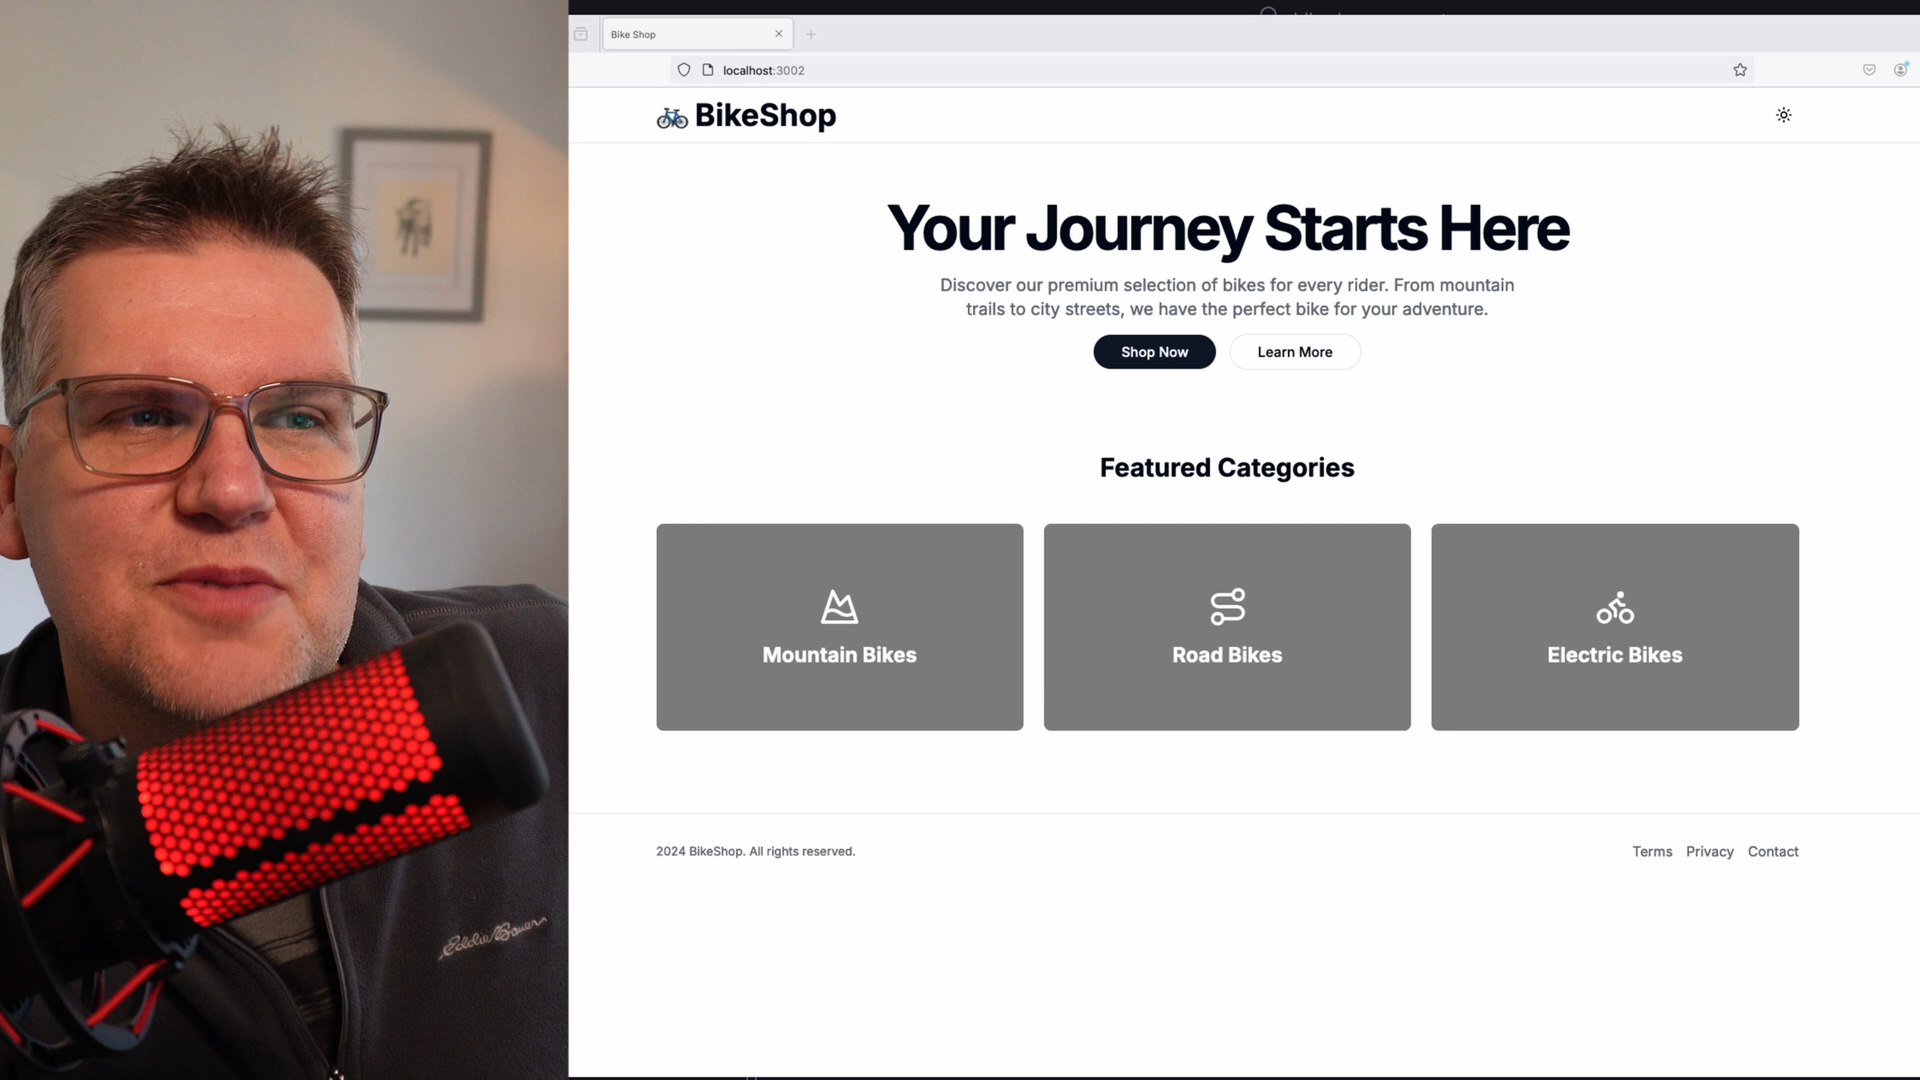 Bike Shop
localhost:3002
BikeShop
Your Journey Starts Here
Discover our premium selection of bikes for every rider. From mountain
trails to city streets, we have the perfect bike for your adventure.
Shop Now
Learn More
Featured Categories
Mountain Bikes
Road Bikes
Electric Bikes
2024 BikeShop. All rights reserved.
Terms
Privacy
Contact
Eddie Bauer